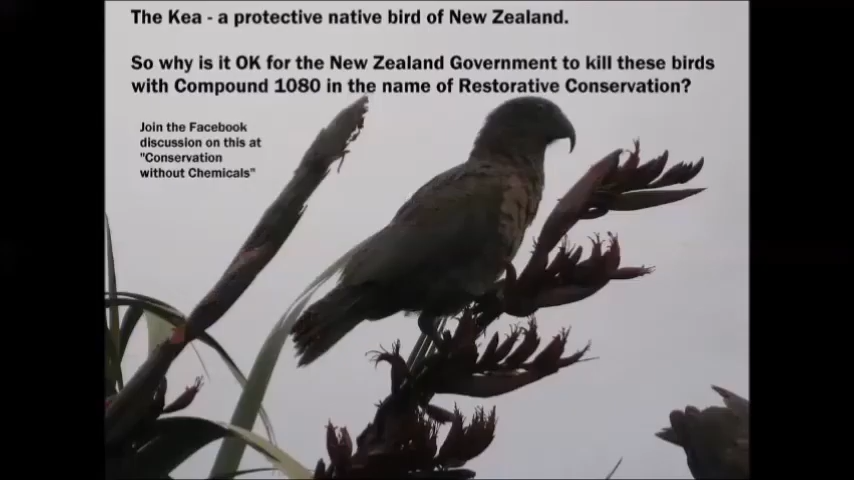 The Kea - a protective native bird of New Zealand.
So why is it OK for the New Zealand Government to kill these birds
with Compound 1080 in the name of Restorative Conservation?
Join the Facebook
discussion on this at
"Conservation
without Chemicals"